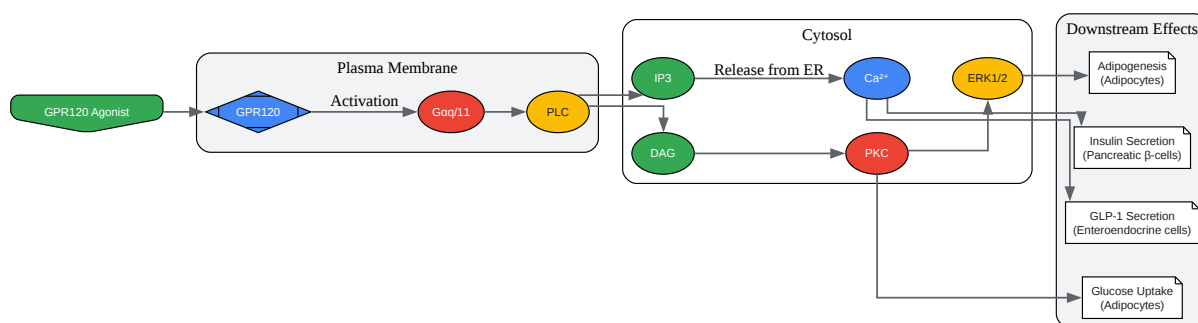 Downstream Effects
Cytosol
Plasma Membrane
GPR120 Agonist
GPR120
Activation
Gαq/11
PLC
IP3
Release from ER
Ca²⁺
ERK1/2
DAG
PKC
Adipogenesis
(Adipocytes)
Insulin Secretion
(Pancreatic β-cells)
GLP-1 Secretion
(Enteroendocrine cells)
Glucose Uptake
(Adipocytes)